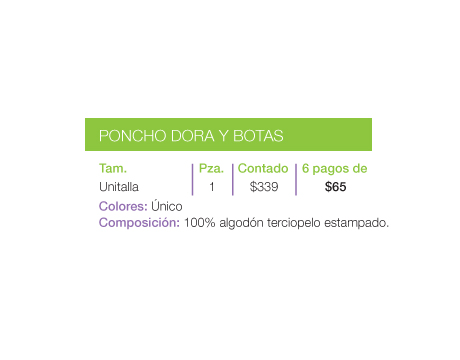 PONCHO DORA Y BOTAS
Tam. Pza. Contado 6 pagos de
Unitalla 1 $339 $65
Colores: Único
Composición: 100% algodón terciopelo estampado.